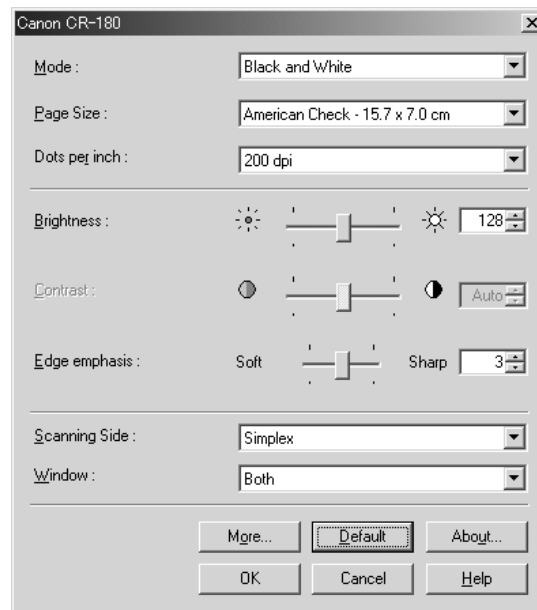 Canon CR-180
Mode : Black and White
Page Size : American Check - 15.7 x 7.0 cm
Dots per inch : 200 dpi
Brightness : 128
Contrast : Auto
Edge emphasis : Soft Sharp 3
Scanning Side : Simplex
Window : Both
More... Default About...
OK Cancel Help